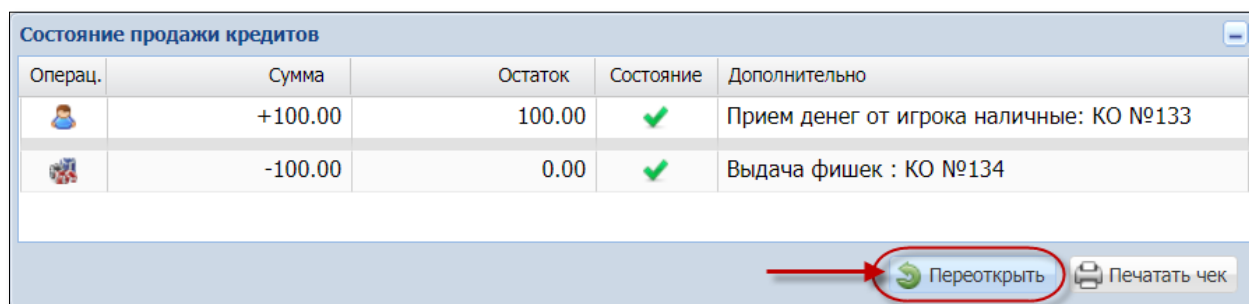 Состояние продажи кредитов
Операц. Сумма Остаток Состояние Дополнительно
+100.00 100.00 Прием денег от игрока наличные: КО №133
-100.00 0.00 Выдача фишек : КО №134
Переоткрыть Печатать чек